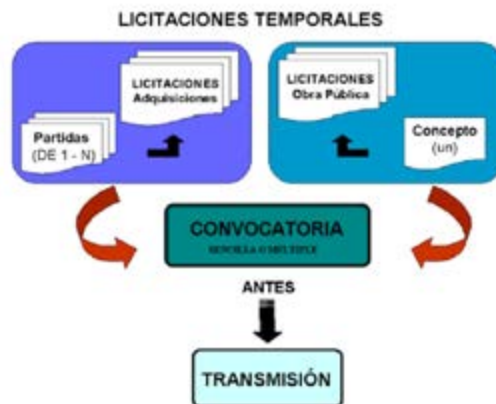 LICITACIONES TEMPORALES
LICITACIONES
Adquisiciones
Partidas
(DE 1 - N)
LICITACIONES
Obra Pública
Concepto
(un)
CONVOCATORIA
SENCILLA O MÚLTIPLE
ANTES
TRANSMISIÓN